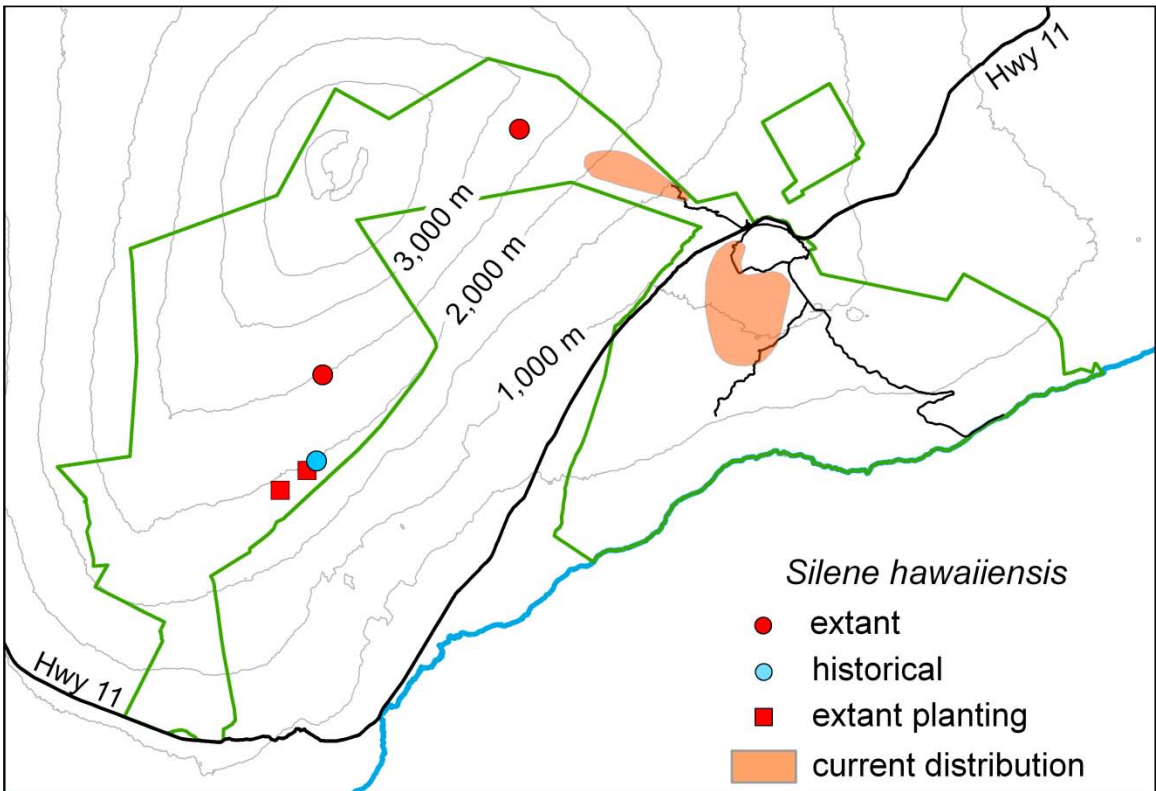 Hwy 11
3,000 m
2,000 m
1,000 m
Hwy 11
Silene hawaiiensis
extant
historical
extant planting
current distribution